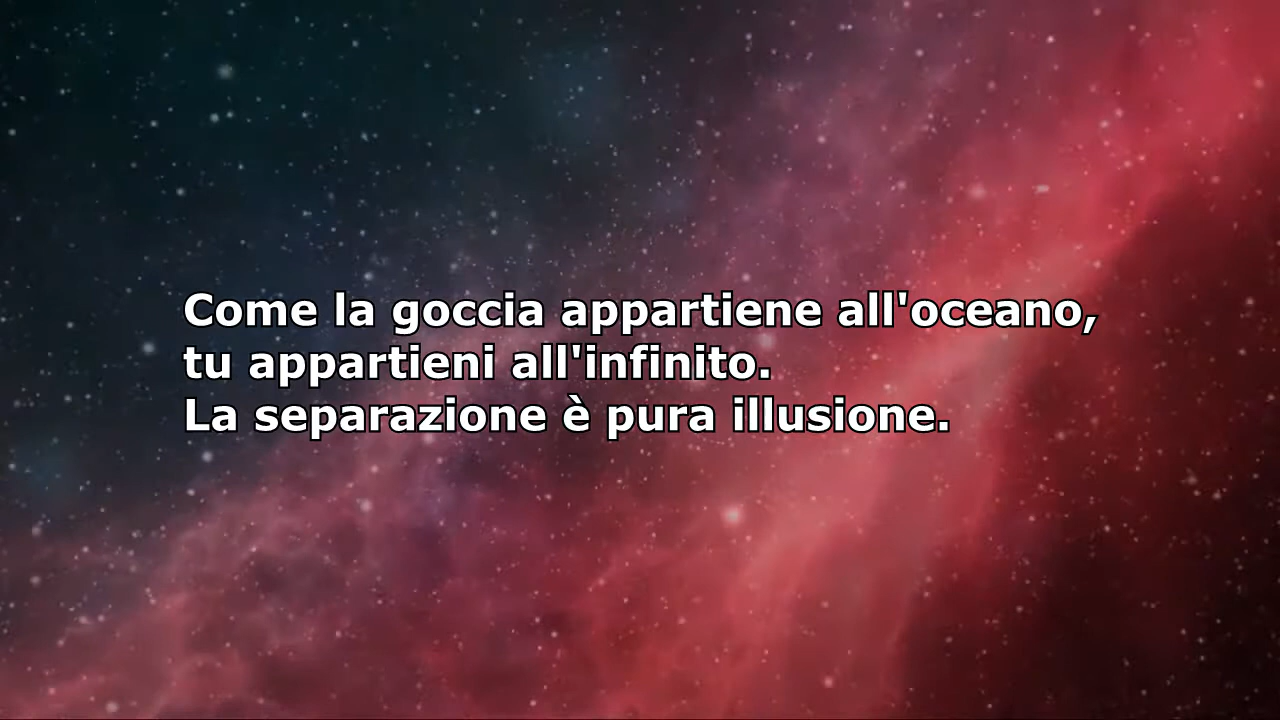 Come la goccia appartiene all'oceano,
tu appartieni all'infinito.
La separazione è pura illusione.